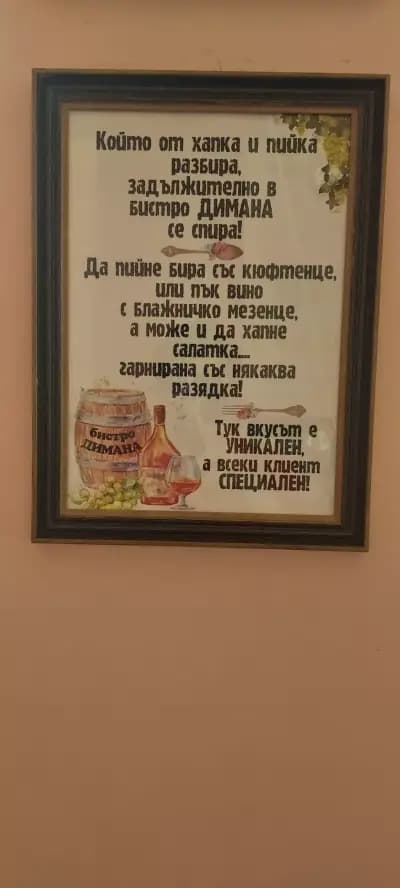 Който от хапка и пийка
разбира,
задължително в
бистро ДИМАНА
се спира!
Да пийне бира със кюфтенце,
или пък вино
с блажничко мезенце,
а може и да хапне
салатка....
гарнирана със някаква
разядка!
бистро
ДИМАНА
Тук вкусът е
УНИКАЛЕН,
а всеки клиент
СПЕЦИАЛЕН!